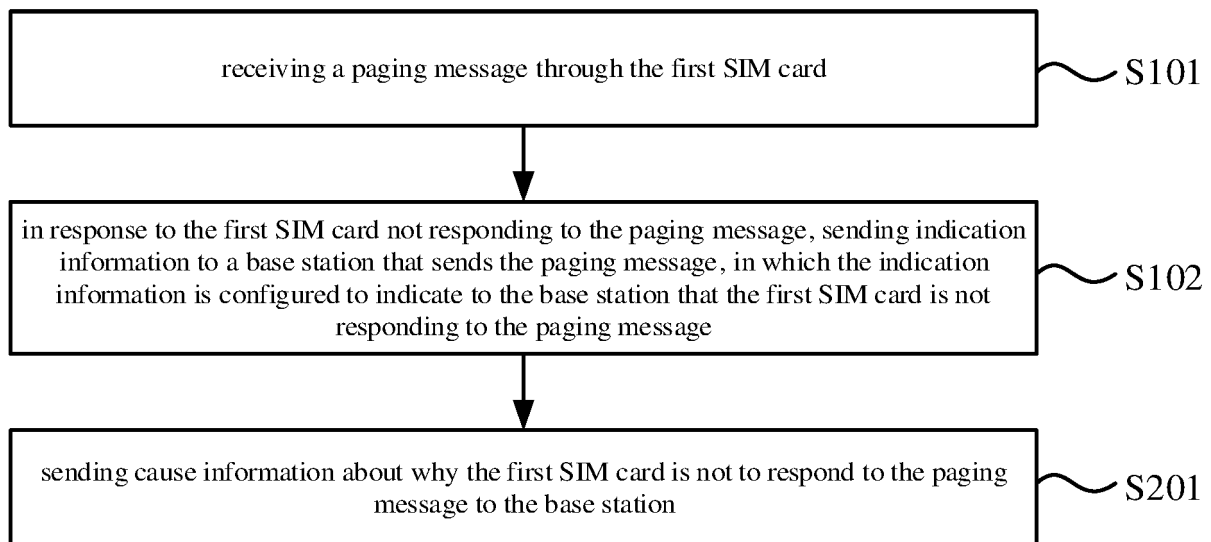 receiving a paging message through the first SIM card
S101
in response to the first SIM card not responding to the paging message, sending indication
information to a base station that sends the paging message, in which the indication
information is configured to indicate to the base station that the first SIM card is not
responding to the paging message
S102
sending cause information about why the first SIM card is not to respond to the paging
message to the base station
S201